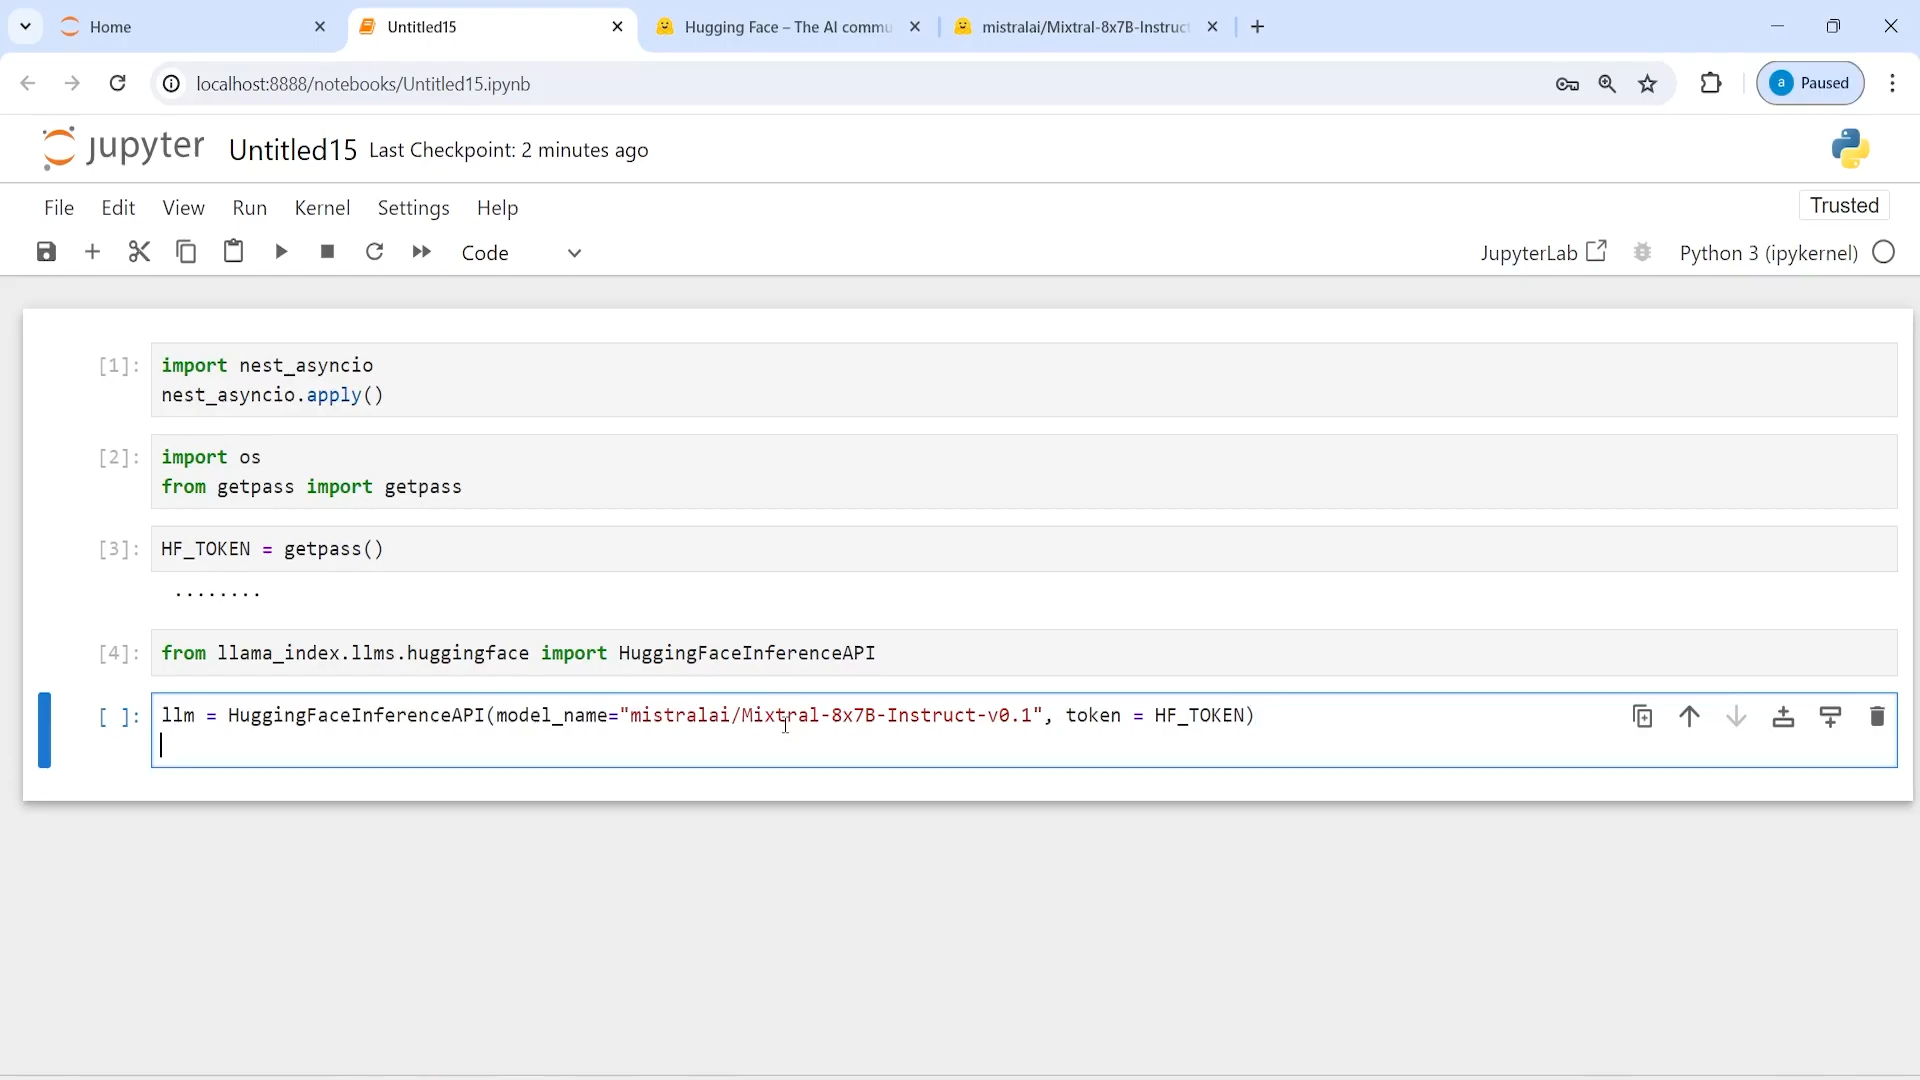 Home
Untitled15
Hugging Face – The AI commu
mistralai/Mixtral-8x7B-Instruct
localhost:8888/notebooks/Untitled15.ipynb
a Paused
jupyter Untitled15 Last Checkpoint: 2 minutes ago
File Edit View Run Kernel Settings Help
Trusted
Code
JupyterLab
Python 3 (ipykernel)
[1]: import nest_asyncio
nest_asyncio.apply()
[2]: import os
from getpass import getpass
[3]: HF_TOKEN = getpass()
········
[4]: from llama_index.llms.huggingface import HuggingFaceInferenceAPI
[ ]: llm = HuggingFaceInferenceAPI(model_name="mistralai/Mixtral-8x7B-Instruct-v0.1", token = HF_TOKEN)